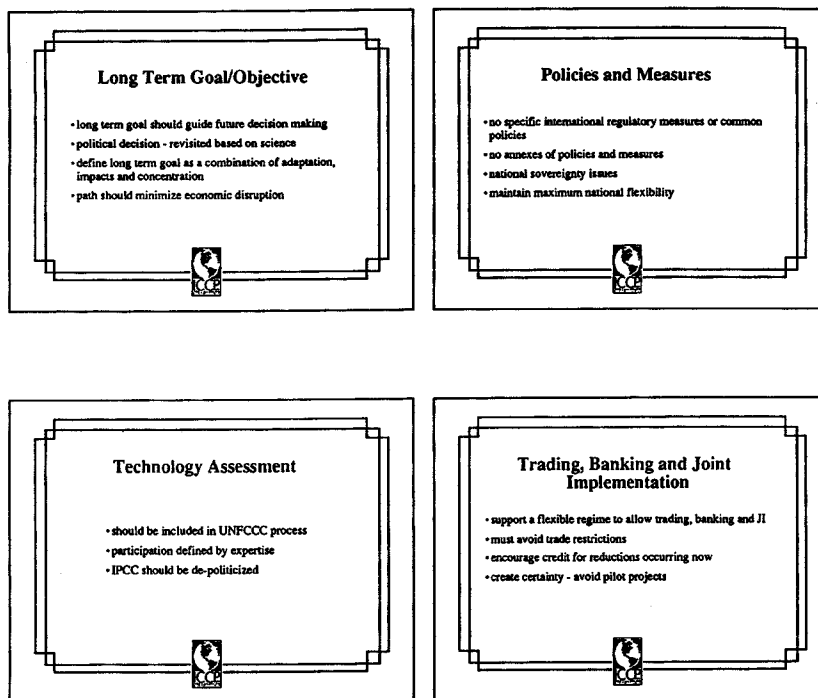 Long Term Goal/Objective
• long term goal should guide future decision making
• political decision - revisited based on science
• define long term goal as a combination of adaptation,
impacts and concentration
• path should minimize economic disruption
ICCP
Policies and Measures
• no specific international regulatory measures or common
policies
• no annexes of policies and measures
• national sovereignty issues
• maintain maximum national flexibility
ICCP
Technology Assessment
• should be included in UNFCCC process
• participation defined by expertise
• IPCC should be de-politicized
ICCP
Trading, Banking and Joint
Implementation
• support a flexible regime to allow trading, banking and JI
• must avoid trade restrictions
• encourage credit for reductions occurring now
• create certainty - avoid pilot projects
ICCP